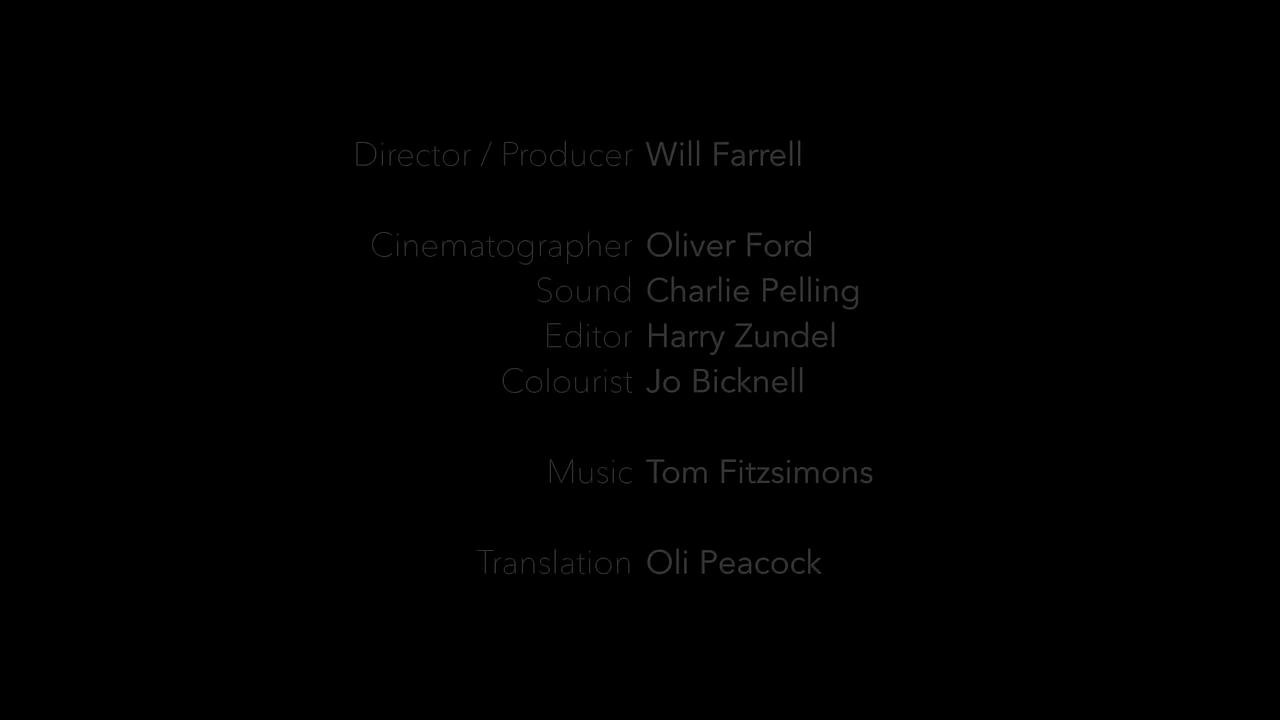 Director / Producer Will Farrell
Cinematographer Oliver Ford
Sound Charlie Pelling
Editor Harry Zundel
Colourist Jo Bicknell
Music Tom Fitzsimons
Translation Oli Peacock